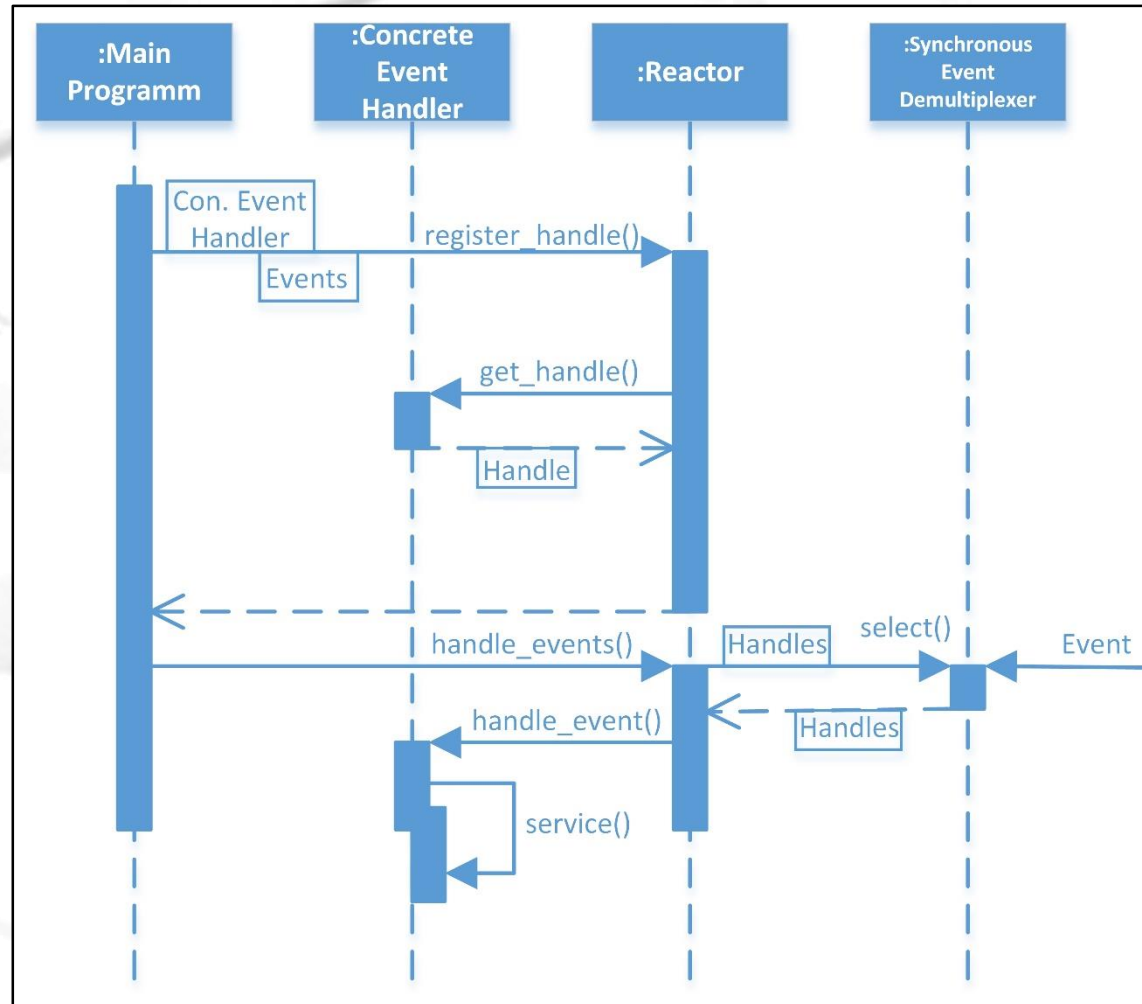 :Main
Programm
:Concrete
Event
Handler
:Reactor
:Synchronous
Event
Demultiplexer
Con. Event
Handler
register_handle()
Events
get_handle()
Handle
handle_events()
Handles
select()
Event
handle_event()
Handles
service()